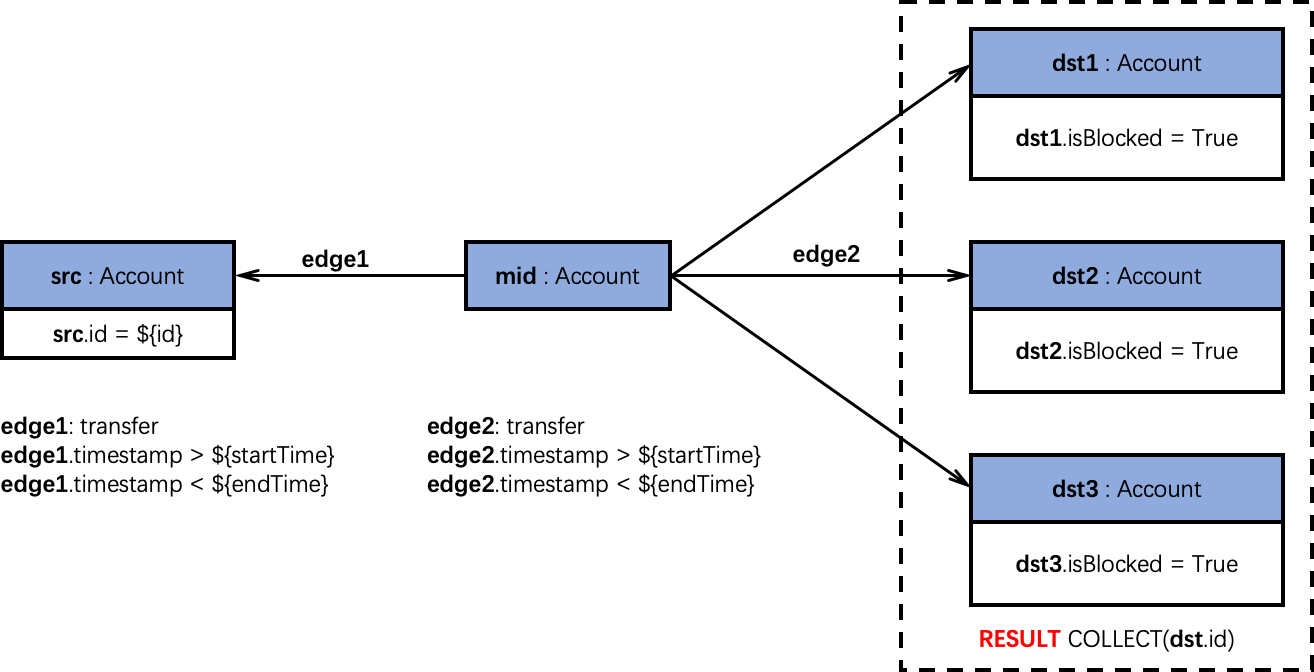 dst1 : Account
dst1.isBlocked = True
edge1
edge2
src : Account
mid : Account
dst2 : Account
src.id = ${id}
dst2.isBlocked = True
edge1: transfer
edge1.timestamp > ${startTime}
edge1.timestamp < ${endTime}
edge2: transfer
edge2.timestamp > ${startTime}
edge2.timestamp < ${endTime}
dst3 : Account
dst3.isBlocked = True
RESULT COLLECT(dst.id)